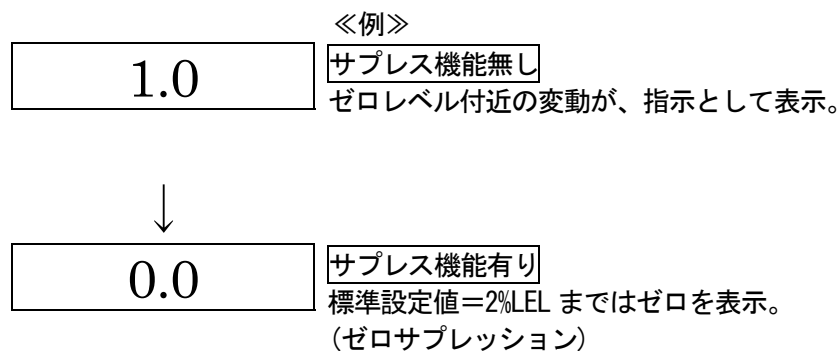 ≪例≫
1.0
サプレス機能無し
ゼロレベル付近の変動が、指示として表示。
↓
0.0
サプレス機能有り
標準設定値＝2%LEL まではゼロを表示。
(ゼロサプレッション)